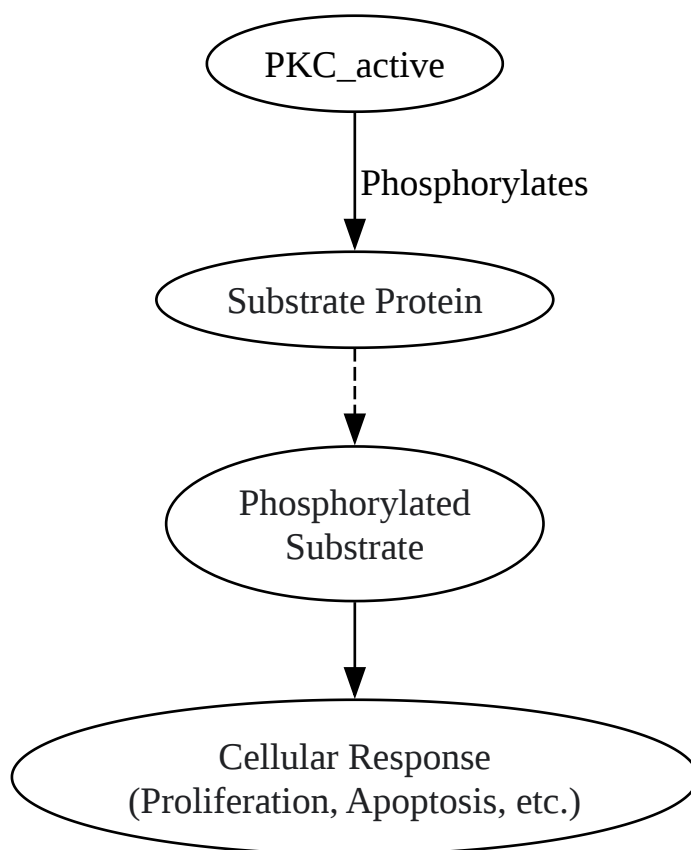 PKC_active
Phosphorylates
Substrate Protein
Phosphorylated
Substrate
Cellular Response
(Proliferation, Apoptosis, etc.)